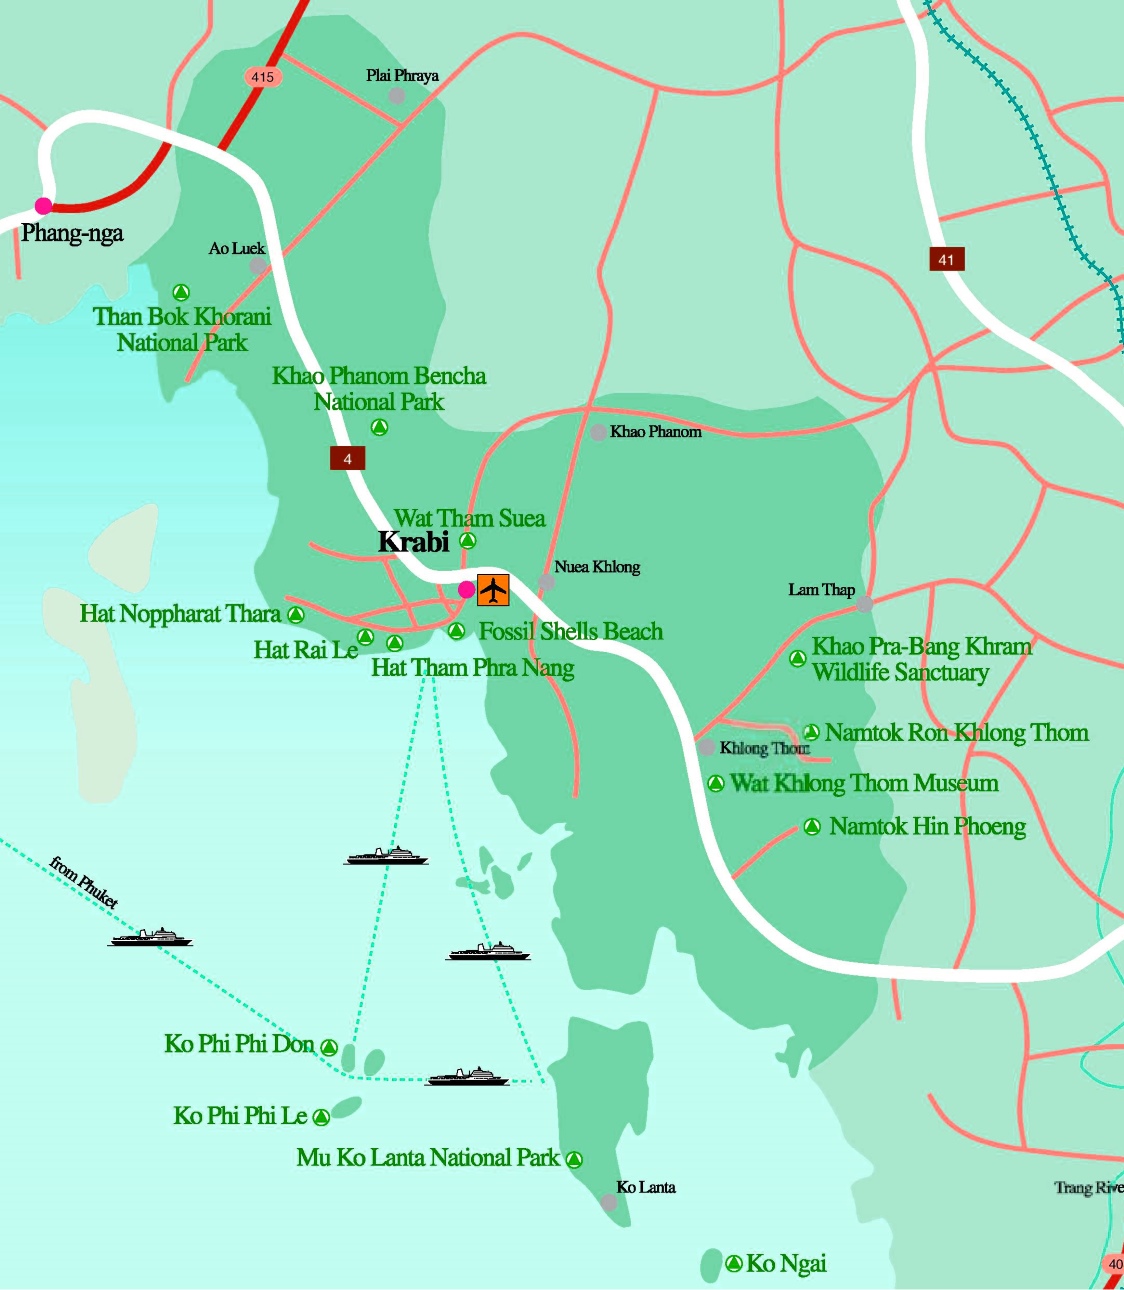 Plai Phraya
415
Phang-nga
Ao Luek
41
Than Bok Khorani
National Park
Khao Phanom Bencha
National Park
Khao Phanom
4
Wat Tham Suea
Krabi
Nuea Khlong
Lam Thap
Hat Noppharat Thara
Fossil Shells Beach
Hat Rai Le
Hat Tham Phra Nang
Khao Pra-Bang Khram
Wildlife Sanctuary
Namtok Ron Khlong Thom
Khlong Thom
Wat Khlong Thom Museum
Namtok Hin Phoeng
from Phuket
Ko Phi Phi Don
Ko Phi Phi Le
Mu Ko Lanta National Park
Ko Lanta
Trang Rive
Ko Ngai
40